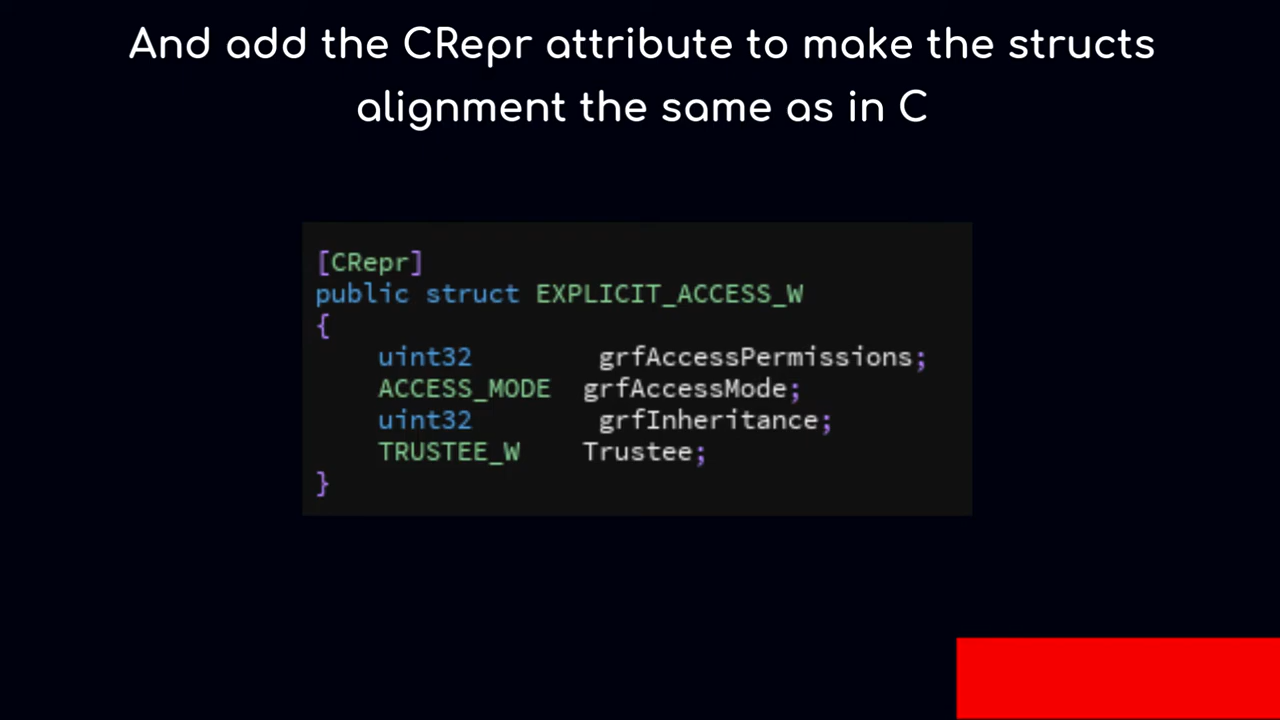 And add the CRepr attribute to make the structs
alignment the same as in C
[CRepr]
public struct EXPLICIT_ACCESS_W
{
    uint32        grfAccessPermissions;
    ACCESS_MODE  grfAccessMode;
    uint32        grfInheritance;
    TRUSTEE_W    Trustee;
}